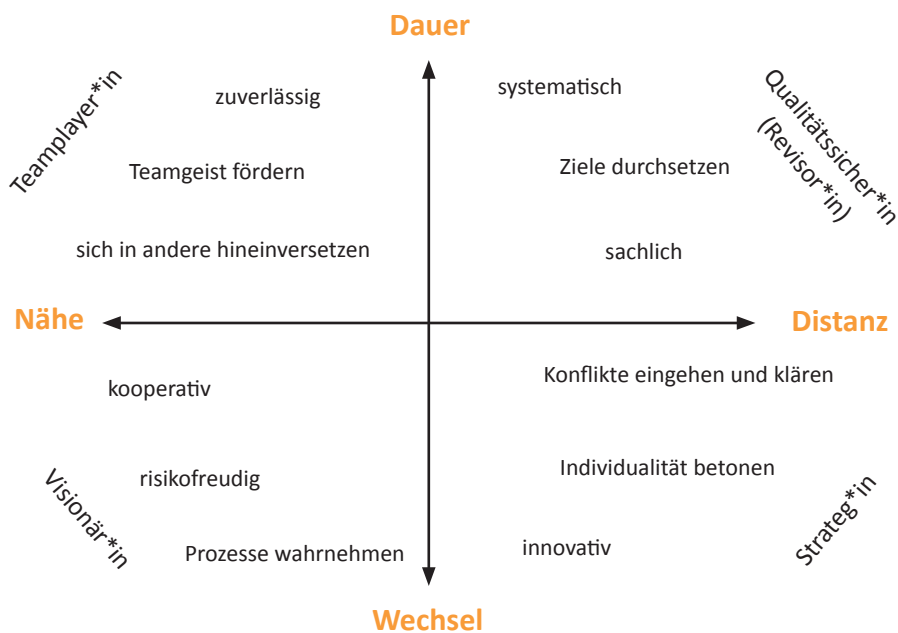 Dauer
Teamplayer*in
zuverlässig
Teamgeist fördern
sich in andere hineinversetzen
systematisch
Ziele durchsetzen
sachlich
Qualitätssicher*in
(Revisor*in)
Nähe
Distanz
kooperativ
risikofreudig
Prozesse wahrnehmen
Visionär*in
Konflikte eingehen und klären
Individualität betonen
innovativ
Strateg*in
Wechsel